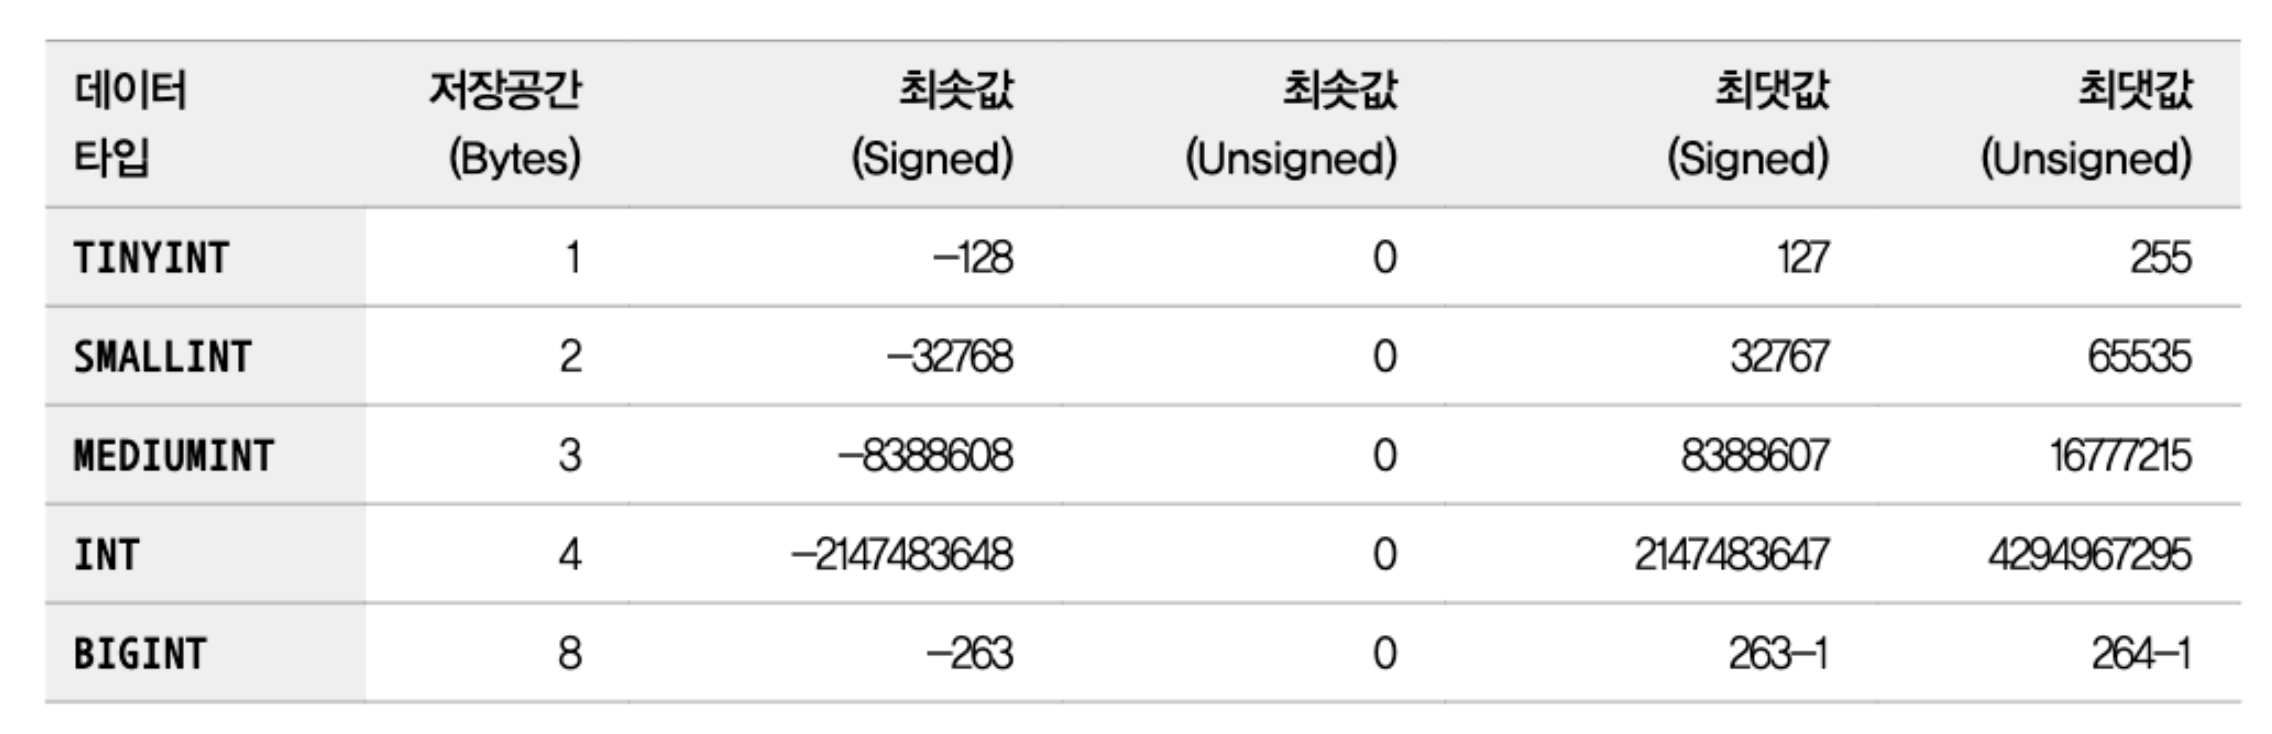 데이터 저장공간 최솟값 최솟값 최댓값 최댓값
타입 (Bytes) (Signed) (Unsigned) (Signed) (Unsigned)
TINYINT 1 –128 0 127 255
SMALLINT 2 –32768 0 32767 65535
MEDIUMINT 3 –8388608 0 8388607 16777215
INT 4 –2147483648 0 2147483647 4294967295
BIGINT 8 –263 0 263–1 264–1